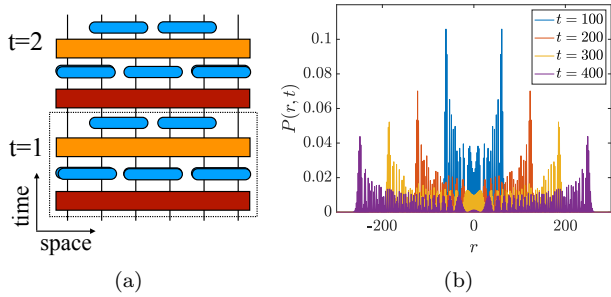 t=2
t=1
time
space
(a)
P(r, t)
0.1
0.08
0.06
0.04
0.02
0
-200
0
200
r
t = 100
t = 200
t = 300
t = 400
(b)